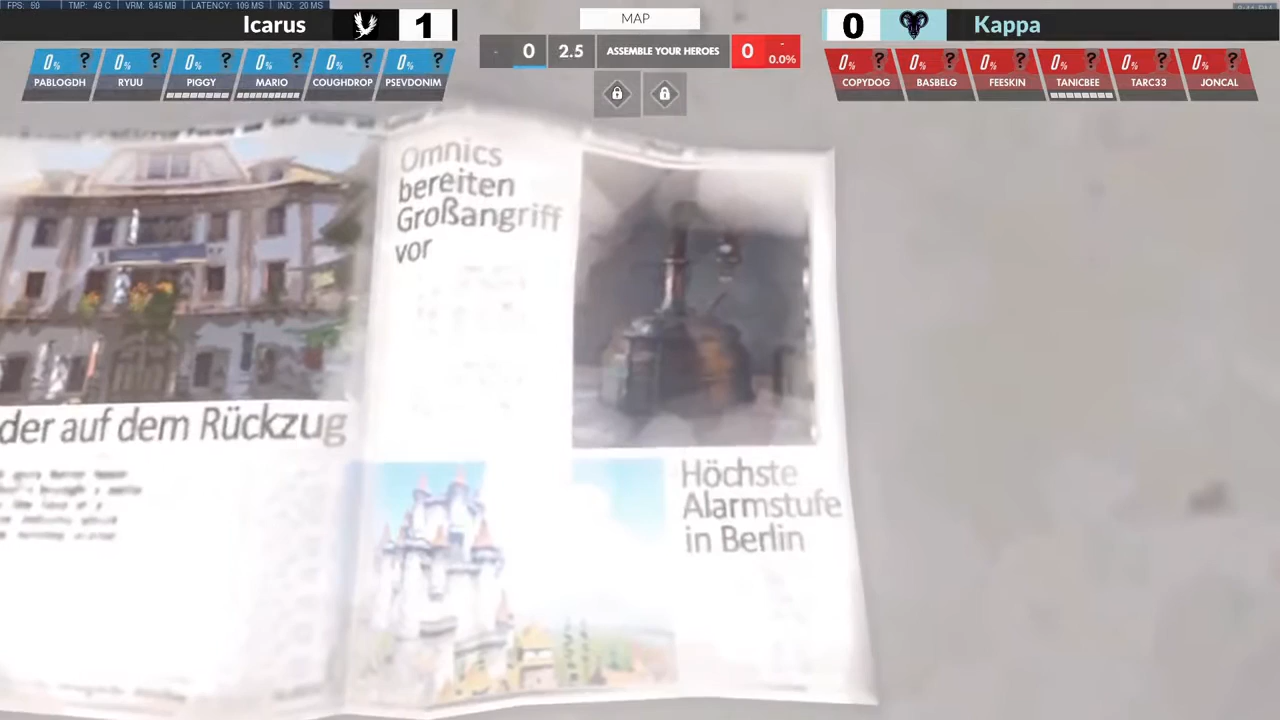 FPS: 59 TMP: 49 C VRM: 845 MB LATENCY: 109 MS IND: 20 MS
Icarus 1 MAP 0 Kappa
- 0 2.5 ASSEMBLE YOUR HEROES 0 - 0.0%
0% ? 0% ? 0% ? 0% ? 0% ? 0% ? 0% ? 0% ? 0% ? 0% ? 0% ? 0% ?
PABLOGDH RYUU PIGGY MARIO COUGHDROP PSEVDONIM COPYDOG BASBELG FEESKIN TANICBEE TARC33 JONCAL
Omnics
bereiten
Großangriff
vor
der auf dem Rückzug
Höchste
Alarmstufe
in Berlin